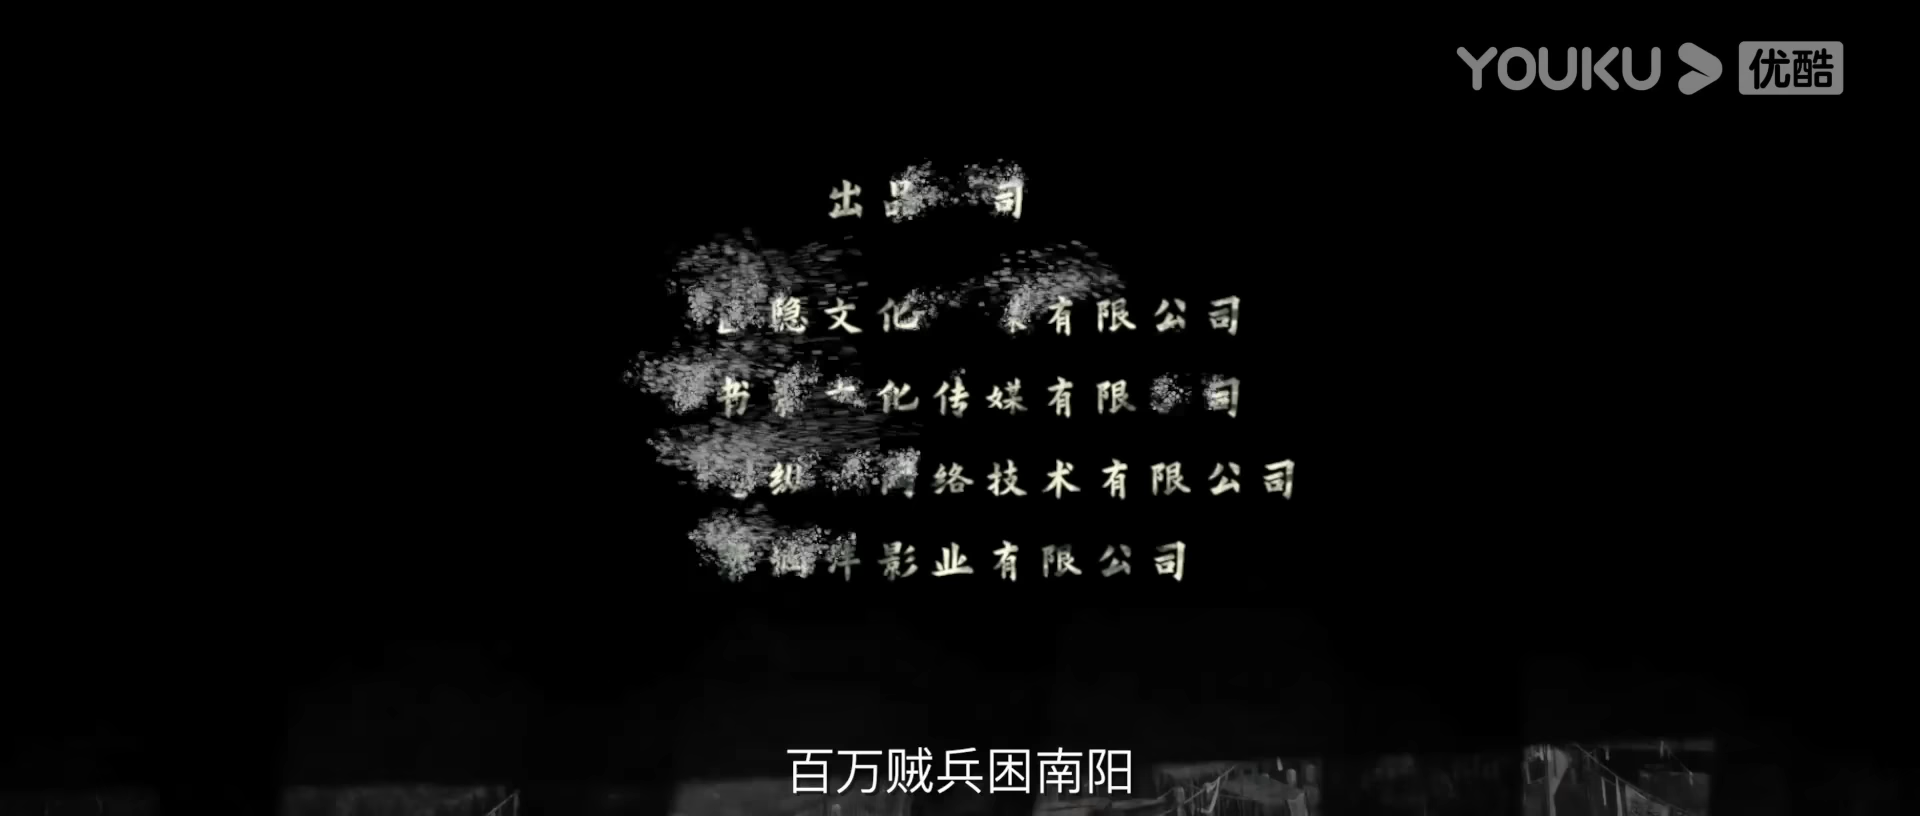 YOUKU 优酷
出品 司
隐文化 有限公司
书 文化传媒有限 司
纵 网络技术有限公司
影业有限公司
百万贼兵困南阳